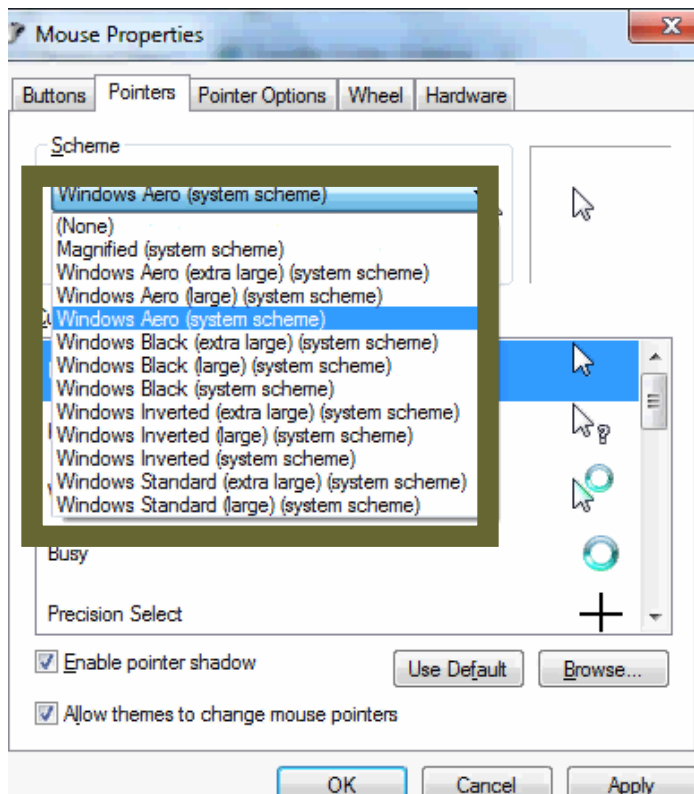 Mouse Properties
Buttons Pointers Pointer Options Wheel Hardware
Scheme
Windows Aero (system scheme)
(None)
Magnified (system scheme)
Windows Aero (extra large) (system scheme)
Windows Aero (large) (system scheme)
Windows Aero (system scheme)
Windows Black (extra large) (system scheme)
Windows Black (large) (system scheme)
Windows Black (system scheme)
Windows Inverted (extra large) (system scheme)
Windows Inverted (large) (system scheme)
Windows Inverted (system scheme)
Windows Standard (extra large) (system scheme)
Windows Standard (large) (system scheme)
Busy
Precision Select
Enable pointer shadow Use Default Browse...
Allow themes to change mouse pointers
OK Cancel Apply